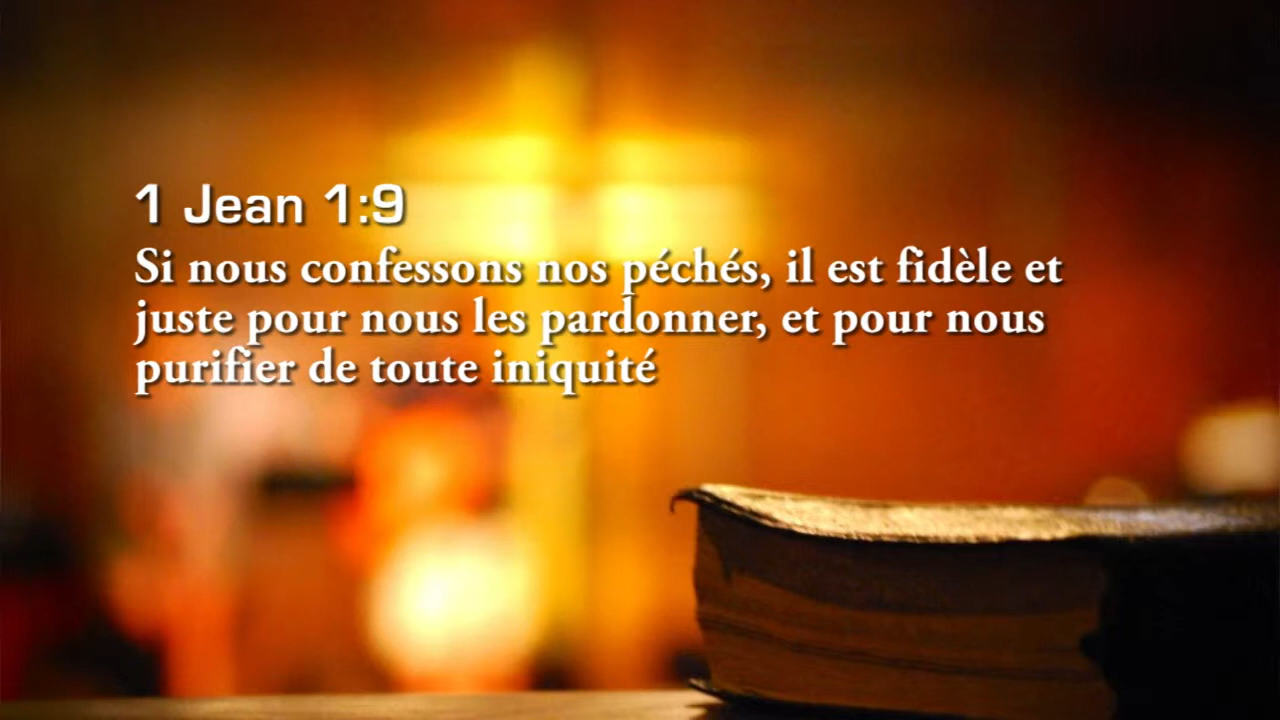 1 Jean 1:9
Si nous confessons nos péchés, il est fidèle et
juste pour nous les pardonner, et pour nous
purifier de toute iniquité